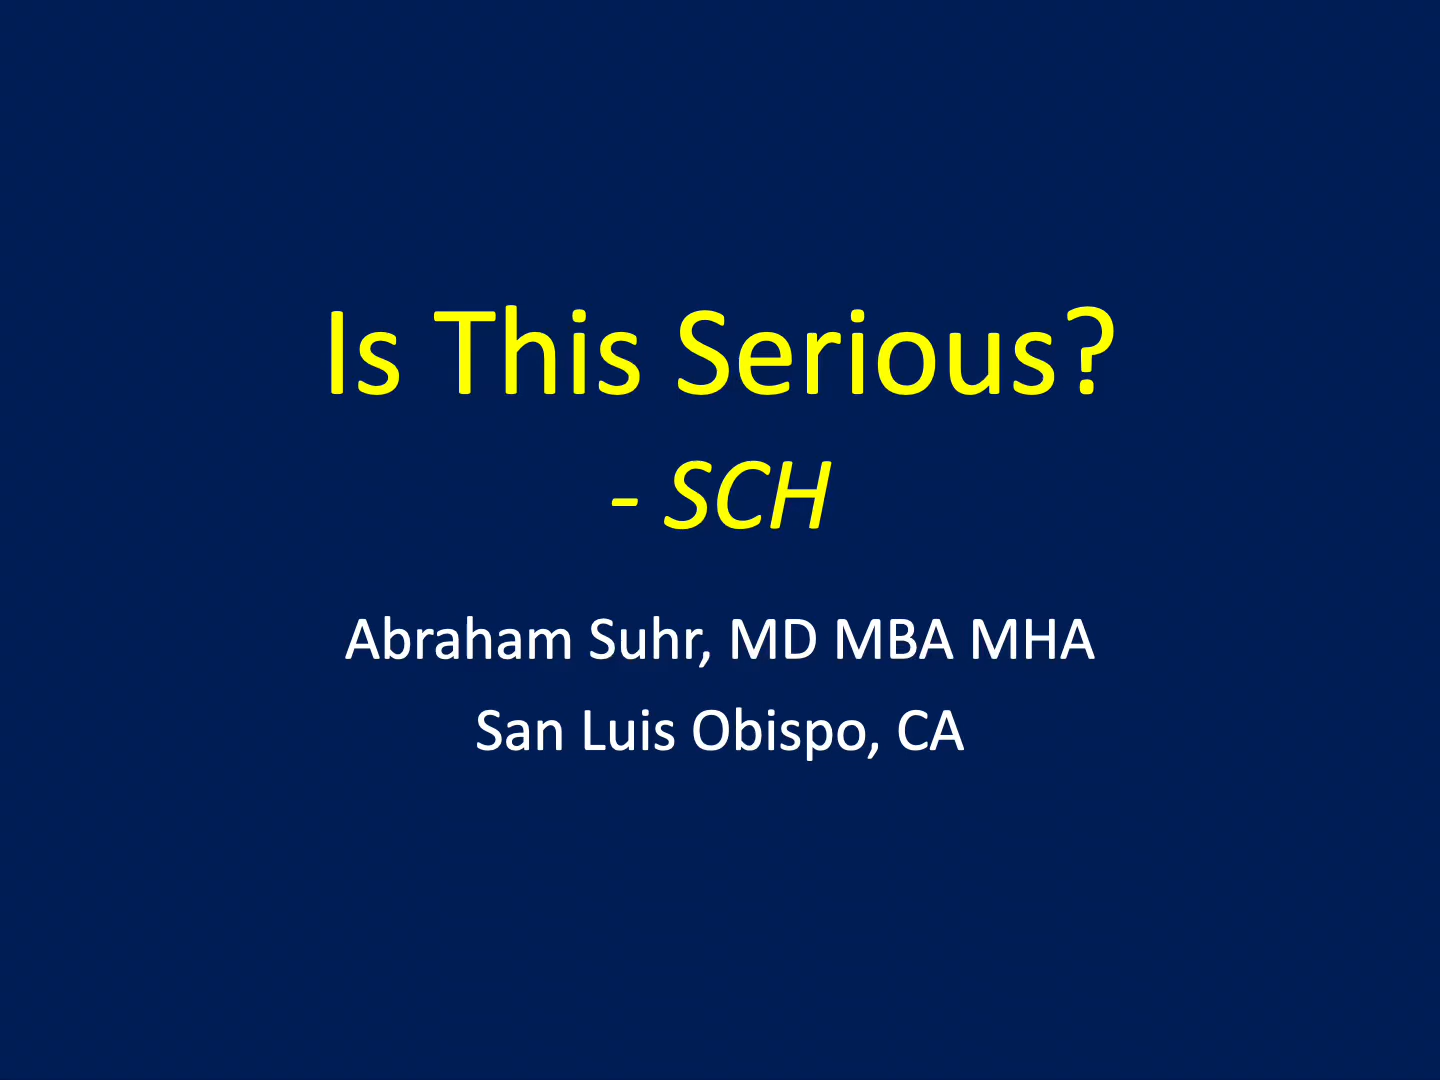 Is This Serious?
- SCH
Abraham Suhr, MD MBA MHA
San Luis Obispo, CA